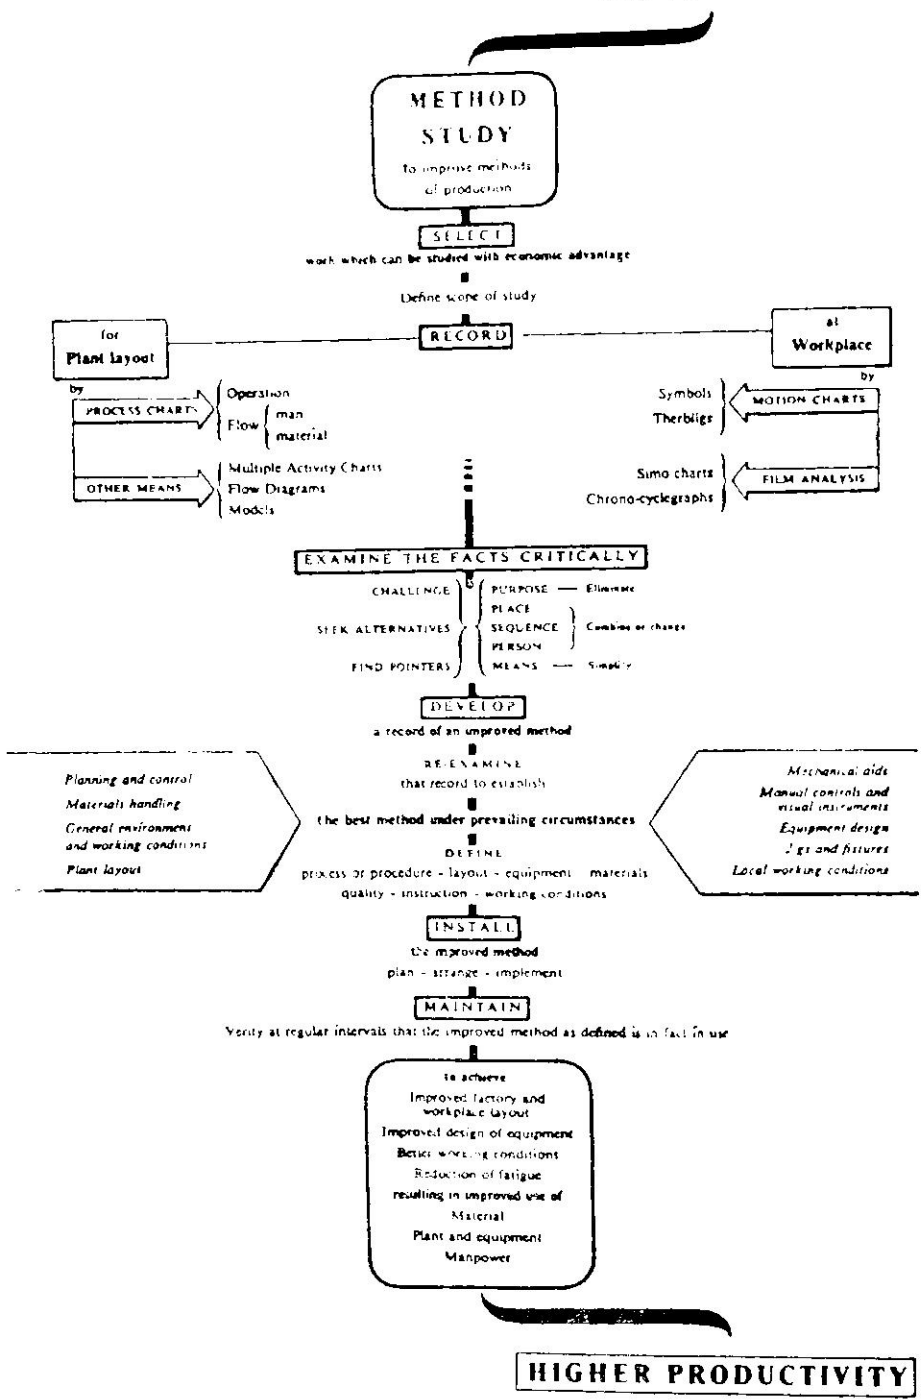 METHOD
STUDY
To improve methods
of production
SELECT
work which can be studied with economic advantage
Define scope of study
for
Plant layout
RECORD
at
Workplace
by
PROCESS CHARTS
Operation
Flow
man
material
OTHER MEANS
Multiple Activity Charts
Flow Diagrams
Models
by
Symbols
Therbligs
MOTION CHARTS
Simo charts
Chrono-cyclegraphs
FILM ANALYSIS
EXAMINE THE FACTS CRITICALLY
CHALLENGE
SEEK ALTERNATIVES
FIND POINTERS
PURPOSE — Eliminate
PLACE
SEQUENCE
PERSON
Combine or change
MEANS — Simplify
DEVELOP
a record of an improved method
RE-EXAMINE
that record to establish
the best method under prevailing circumstances
Planning and control
Materials handling
General environment
and working conditions
Plant layout
Mechanical aids
Manual controls and
visual instruments
Equipment design
Jigs and fixtures
Local working conditions
DEFINE
process or procedure - layout - equipment - materials
quality - instruction - working conditions
INSTALL
the improved method
plan - arrange - implement
MAINTAIN
Verify at regular intervals that the improved method as defined is in fact in use
to achieve
Improved factory and
workplace layout
Improved design of equipment
Better working conditions
Reduction of fatigue
resulting in improved use of
Material
Plant and equipment
Manpower
HIGHER PRODUCTIVITY